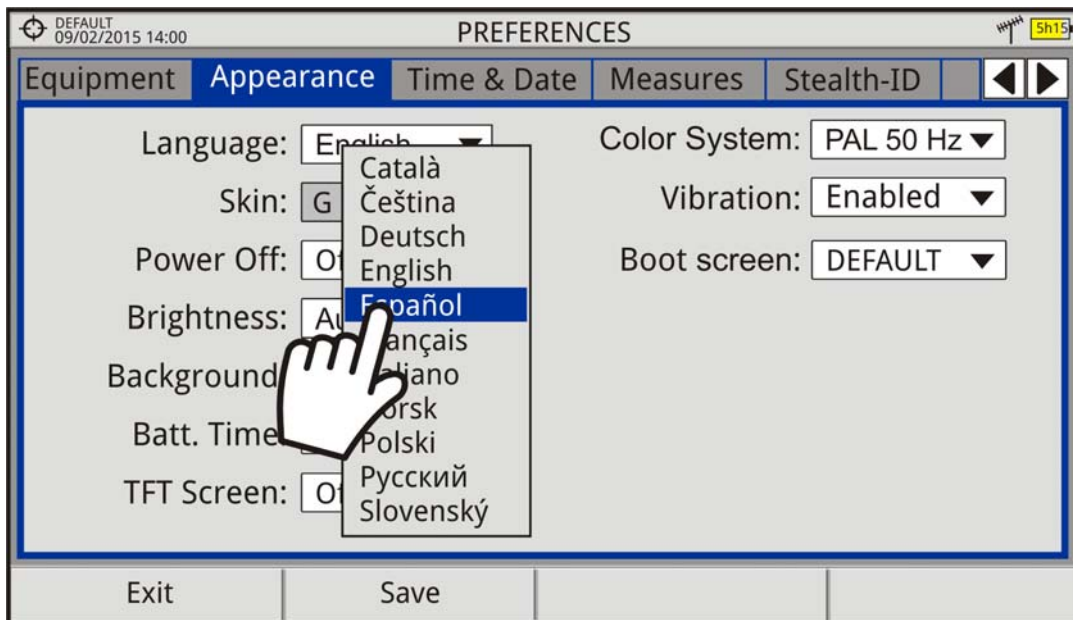 DEFAULT
09/02/2015 14:00
PREFERENCES
5h15
Equipment Appearance Time & Date Measures Stealth-ID
Language: English
Color System: PAL 50 Hz
Skin: G
Vibration: Enabled
Power Off:
Boot screen: DEFAULT
Brightness:
Background
Batt. Time
TFT Screen:
Català
Čeština
Deutsch
English
Español
Polski
Русский
Slovenský
Exit Save